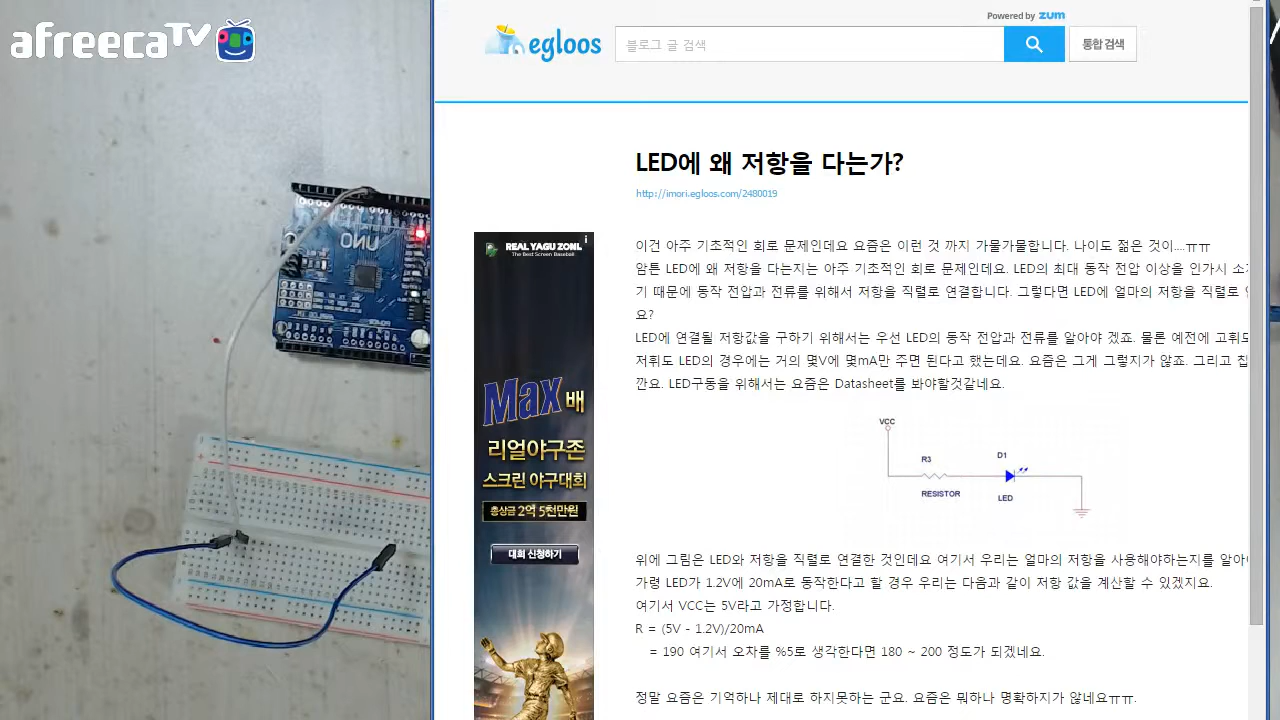 afreecaTV
UNO
Powered by zum
egloos
블로그 글 검색
통합 검색
LED에 왜 저항을 다는가?
http://imori.egloos.com/2480019
이건 아주 기초적인 회로 문제인데요 요즘은 이런 것 까지 가물가물합니다. 나이도 젊은 것이....ㅠㅠ
암튼 LED에 왜 저항을 다는지는 아주 기초적인 회로 문제인데요. LED의 최대 동작 전압 이상을 인가시 소
기 때문에 동작 전압과 전류를 위해서 저항을 직렬로 연결합니다. 그렇다면 LED에 얼마의 저항을 직렬로
요?
LED에 연결될 저항값을 구하기 위해서는 우선 LED의 동작 전압과 전류를 알아야 겠죠. 물론 예전에 고휘도
저휘도 LED의 경우에는 거의 몇V에 몇mA만 주면 된다고 했는데요. 요즘은 그게 그렇지가 않죠. 그리고 칩
깐요. LED구동을 위해서는 요즘은 Datasheet를 봐야할것같네요.
VCC
R3
RESISTOR
D1
LED
위에 그림은 LED와 저항을 직렬로 연결한 것인데요 여기서 우리는 얼마의 저항을 사용해야하는지를 알아
가령 LED가 1.2V에 20mA로 동작한다고 할 경우 우리는 다음과 같이 저항 값을 계산할 수 있겠지요.
여기서 VCC는 5V라고 가정합니다.
R = (5V - 1.2V)/20mA
= 190 여기서 오차를 %5로 생각한다면 180 ~ 200 정도가 되겠네요.
정말 요즘은 기억하나 제대로 하지못하는 군요. 요즘은 뭐하나 명확하지가 않네요ㅠㅠ.
REAL YAGU ZONE
The Best Screen Baseball
Max배
리얼야구존
스크린 야구대회
총상금 2억 5천만원
대회 신청하기